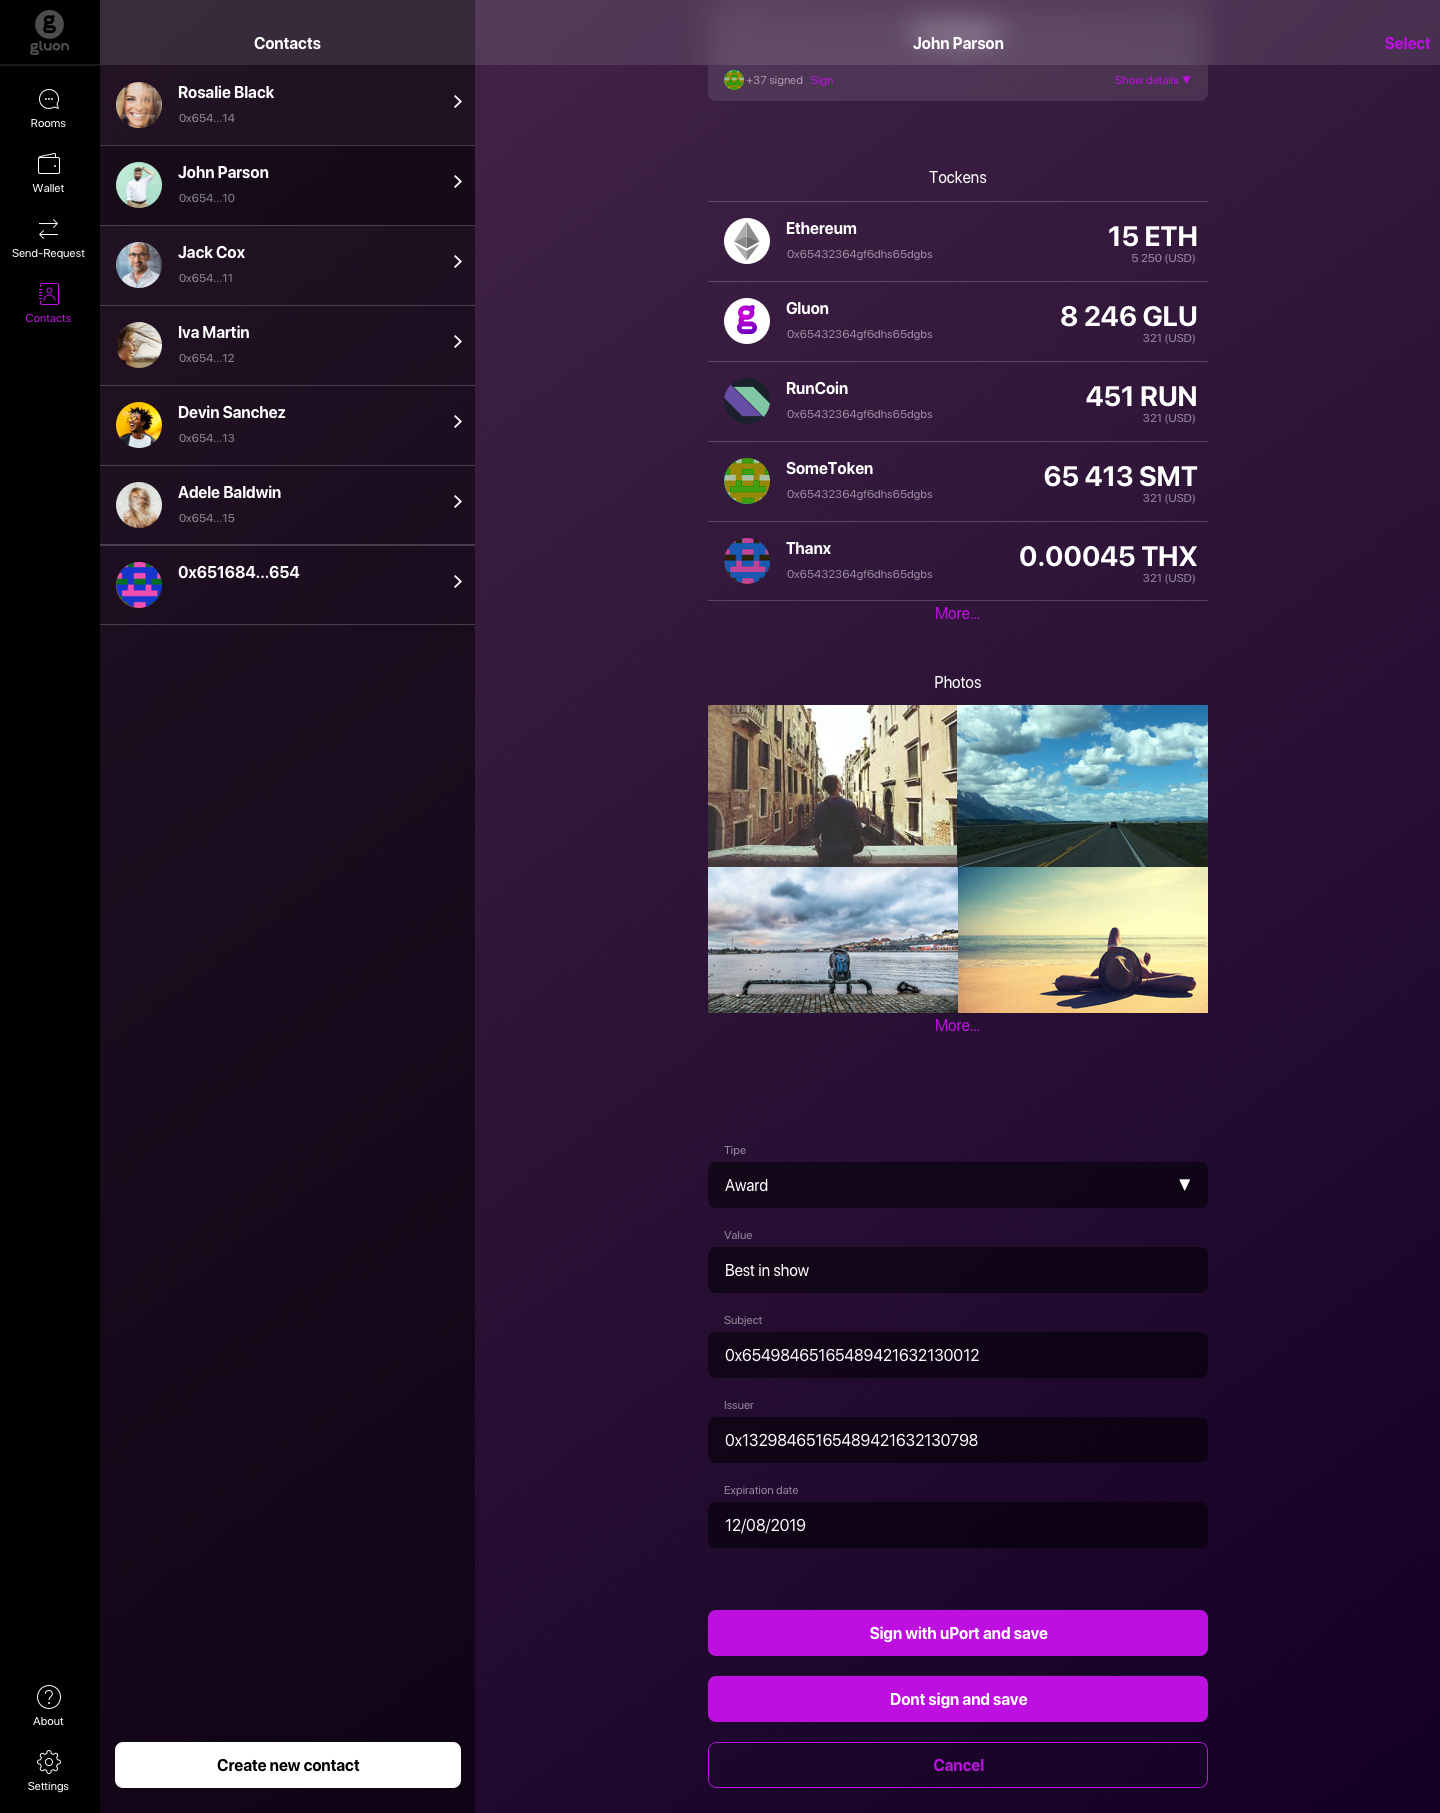 gluon
Rooms
Wallet
Send-Request
Contacts
About
Settings
Contacts
Rosalie Black
0x654...14
John Parson
0x654...10
Jack Cox
0x654...11
Iva Martin
0x654...12
Devin Sanchez
0x654...13
Adele Baldwin
0x654...15
0x651684...654
Create new contact
John Parson
Select
+37 signed Sign Show details ▼
Tockens
Ethereum
0x65432364gf6dhs65dgbs
15 ETH
5 250 (USD)
Gluon
0x65432364gf6dhs65dgbs
8 246 GLU
321 (USD)
RunCoin
0x65432364gf6dhs65dgbs
451 RUN
321 (USD)
SomeToken
0x65432364gf6dhs65dgbs
65 413 SMT
321 (USD)
Thanx
0x65432364gf6dhs65dgbs
0.00045 THX
321 (USD)
More...
Photos
More...
Tipe
Award ▼
Value
Best in show
Subject
0x65498465165489421632130012
Issuer
0x13298465165489421632130798
Expiration date
12/08/2019
Sign with uPort and save
Dont sign and save
Cancel